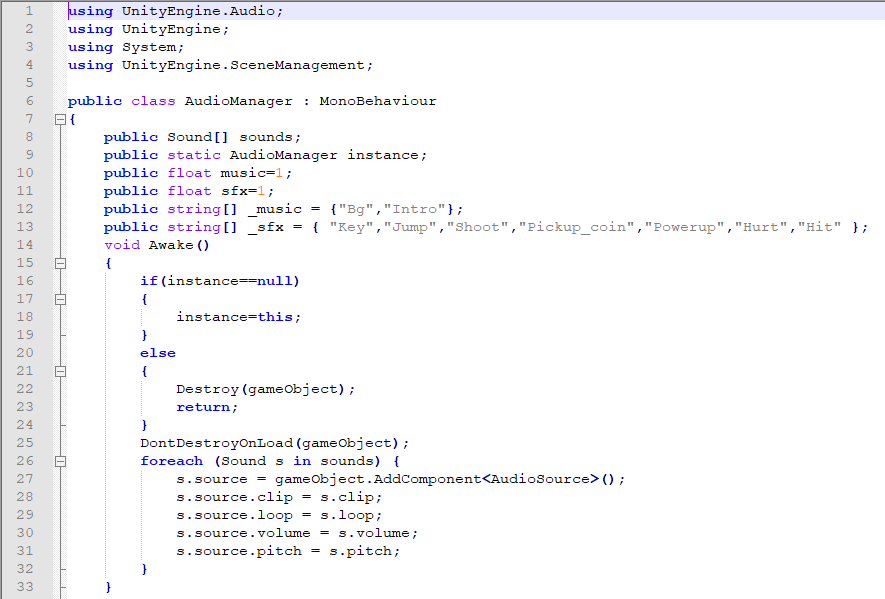 1 using UnityEngine.Audio;
2 using UnityEngine;
3 using System;
4 using UnityEngine.SceneManagement;
5
6 public class AudioManager : MonoBehaviour
7 {
8     public Sound[] sounds;
9     public static AudioManager instance;
10     public float music=1;
11     public float sfx=1;
12     public string[] _music = {"Bg","Intro"};
13     public string[] _sfx = { "Key","Jump","Shoot","Pickup_coin","Powerup","Hurt","Hit" };
14     void Awake()
15     {
16         if(instance==null)
17         {
18             instance=this;
19         }
20         else
21         {
22             Destroy(gameObject);
23             return;
24         }
25         DontDestroyOnLoad(gameObject);
26         foreach (Sound s in sounds) {
27             s.source = gameObject.AddComponent<AudioSource>();
28             s.source.clip = s.clip;
29             s.source.loop = s.loop;
30             s.source.volume = s.volume;
31             s.source.pitch = s.pitch;
32         }
33     }